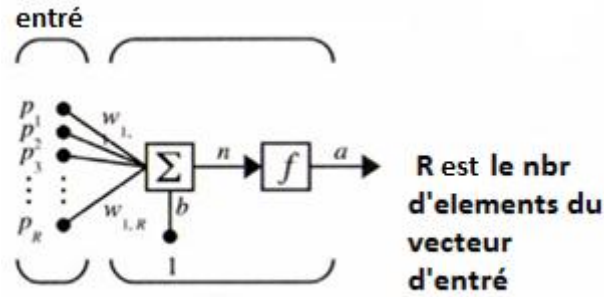 entré
p1
w1,
p2
p3
Σ
n
f
a
b
pR
w1, R
1
R est le nbr
d'elements du
vecteur
d'entré